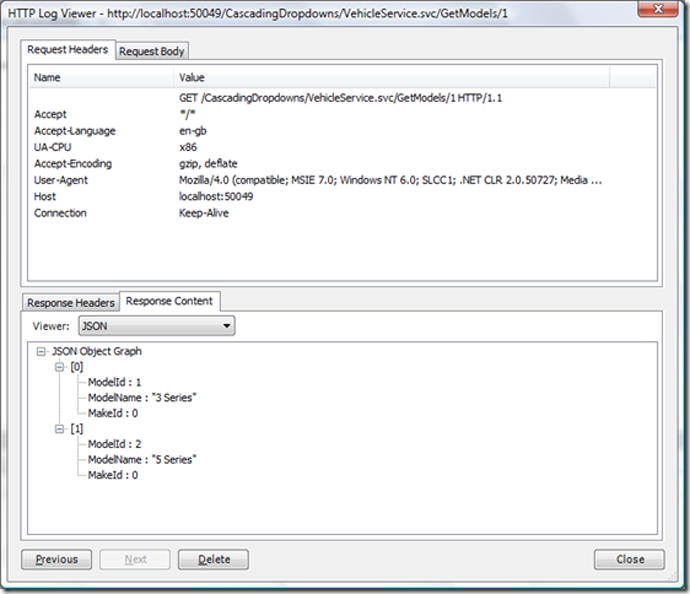 HTTP Log Viewer - http://localhost:50049/CascadingDropdowns/VehicleService.svc/GetModels/1
Request Headers Request Body
Name Value
GET /CascadingDropdowns/VehicleService.svc/GetModels/1 HTTP/1.1
Accept */*
Accept-Language en-gb
UA-CPU x86
Accept-Encoding gzip, deflate
User-Agent Mozilla/4.0 (compatible; MSIE 7.0; Windows NT 6.0; SLCC1; .NET CLR 2.0.50727; Media ...
Host localhost:50049
Connection Keep-Alive
Response Headers Response Content
Viewer: JSON
JSON Object Graph
[0]
ModelId : 1
ModelName : "3 Series"
MakeId : 0
[1]
ModelId : 2
ModelName : "5 Series"
MakeId : 0
Previous Next Delete Close